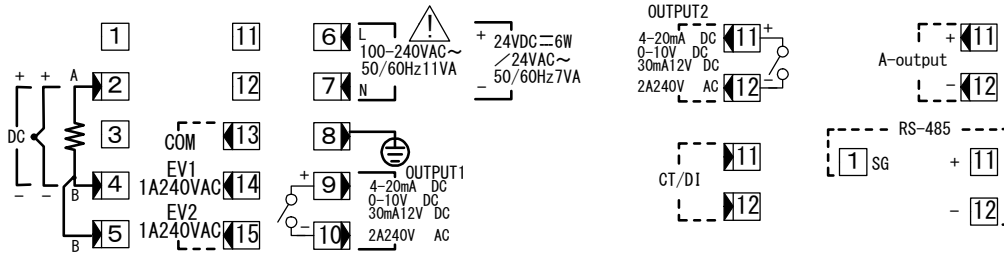 1
+ + A
2
DC
3
- - B
4
B
5
11
12
COM
13
EV1
1A240VAC
14
EV2
1A240VAC
15
6 L
100-240VAC~
50/60Hz11VA
7 N
8
9
10
+
-
OUTPUT1
4-20mA DC
0-10V DC
30mA12V DC
2A240V AC
+ 24VDC⎓6W
/24VAC~
- 50/60Hz7VA
OUTPUT2
4-20mA DC
0-10V DC
30mA12V DC
2A240V AC
11 +
12 -
CT/DI
11
12
A-output
+ 11
- 12
RS-485
1 SG
+ 11
- 12